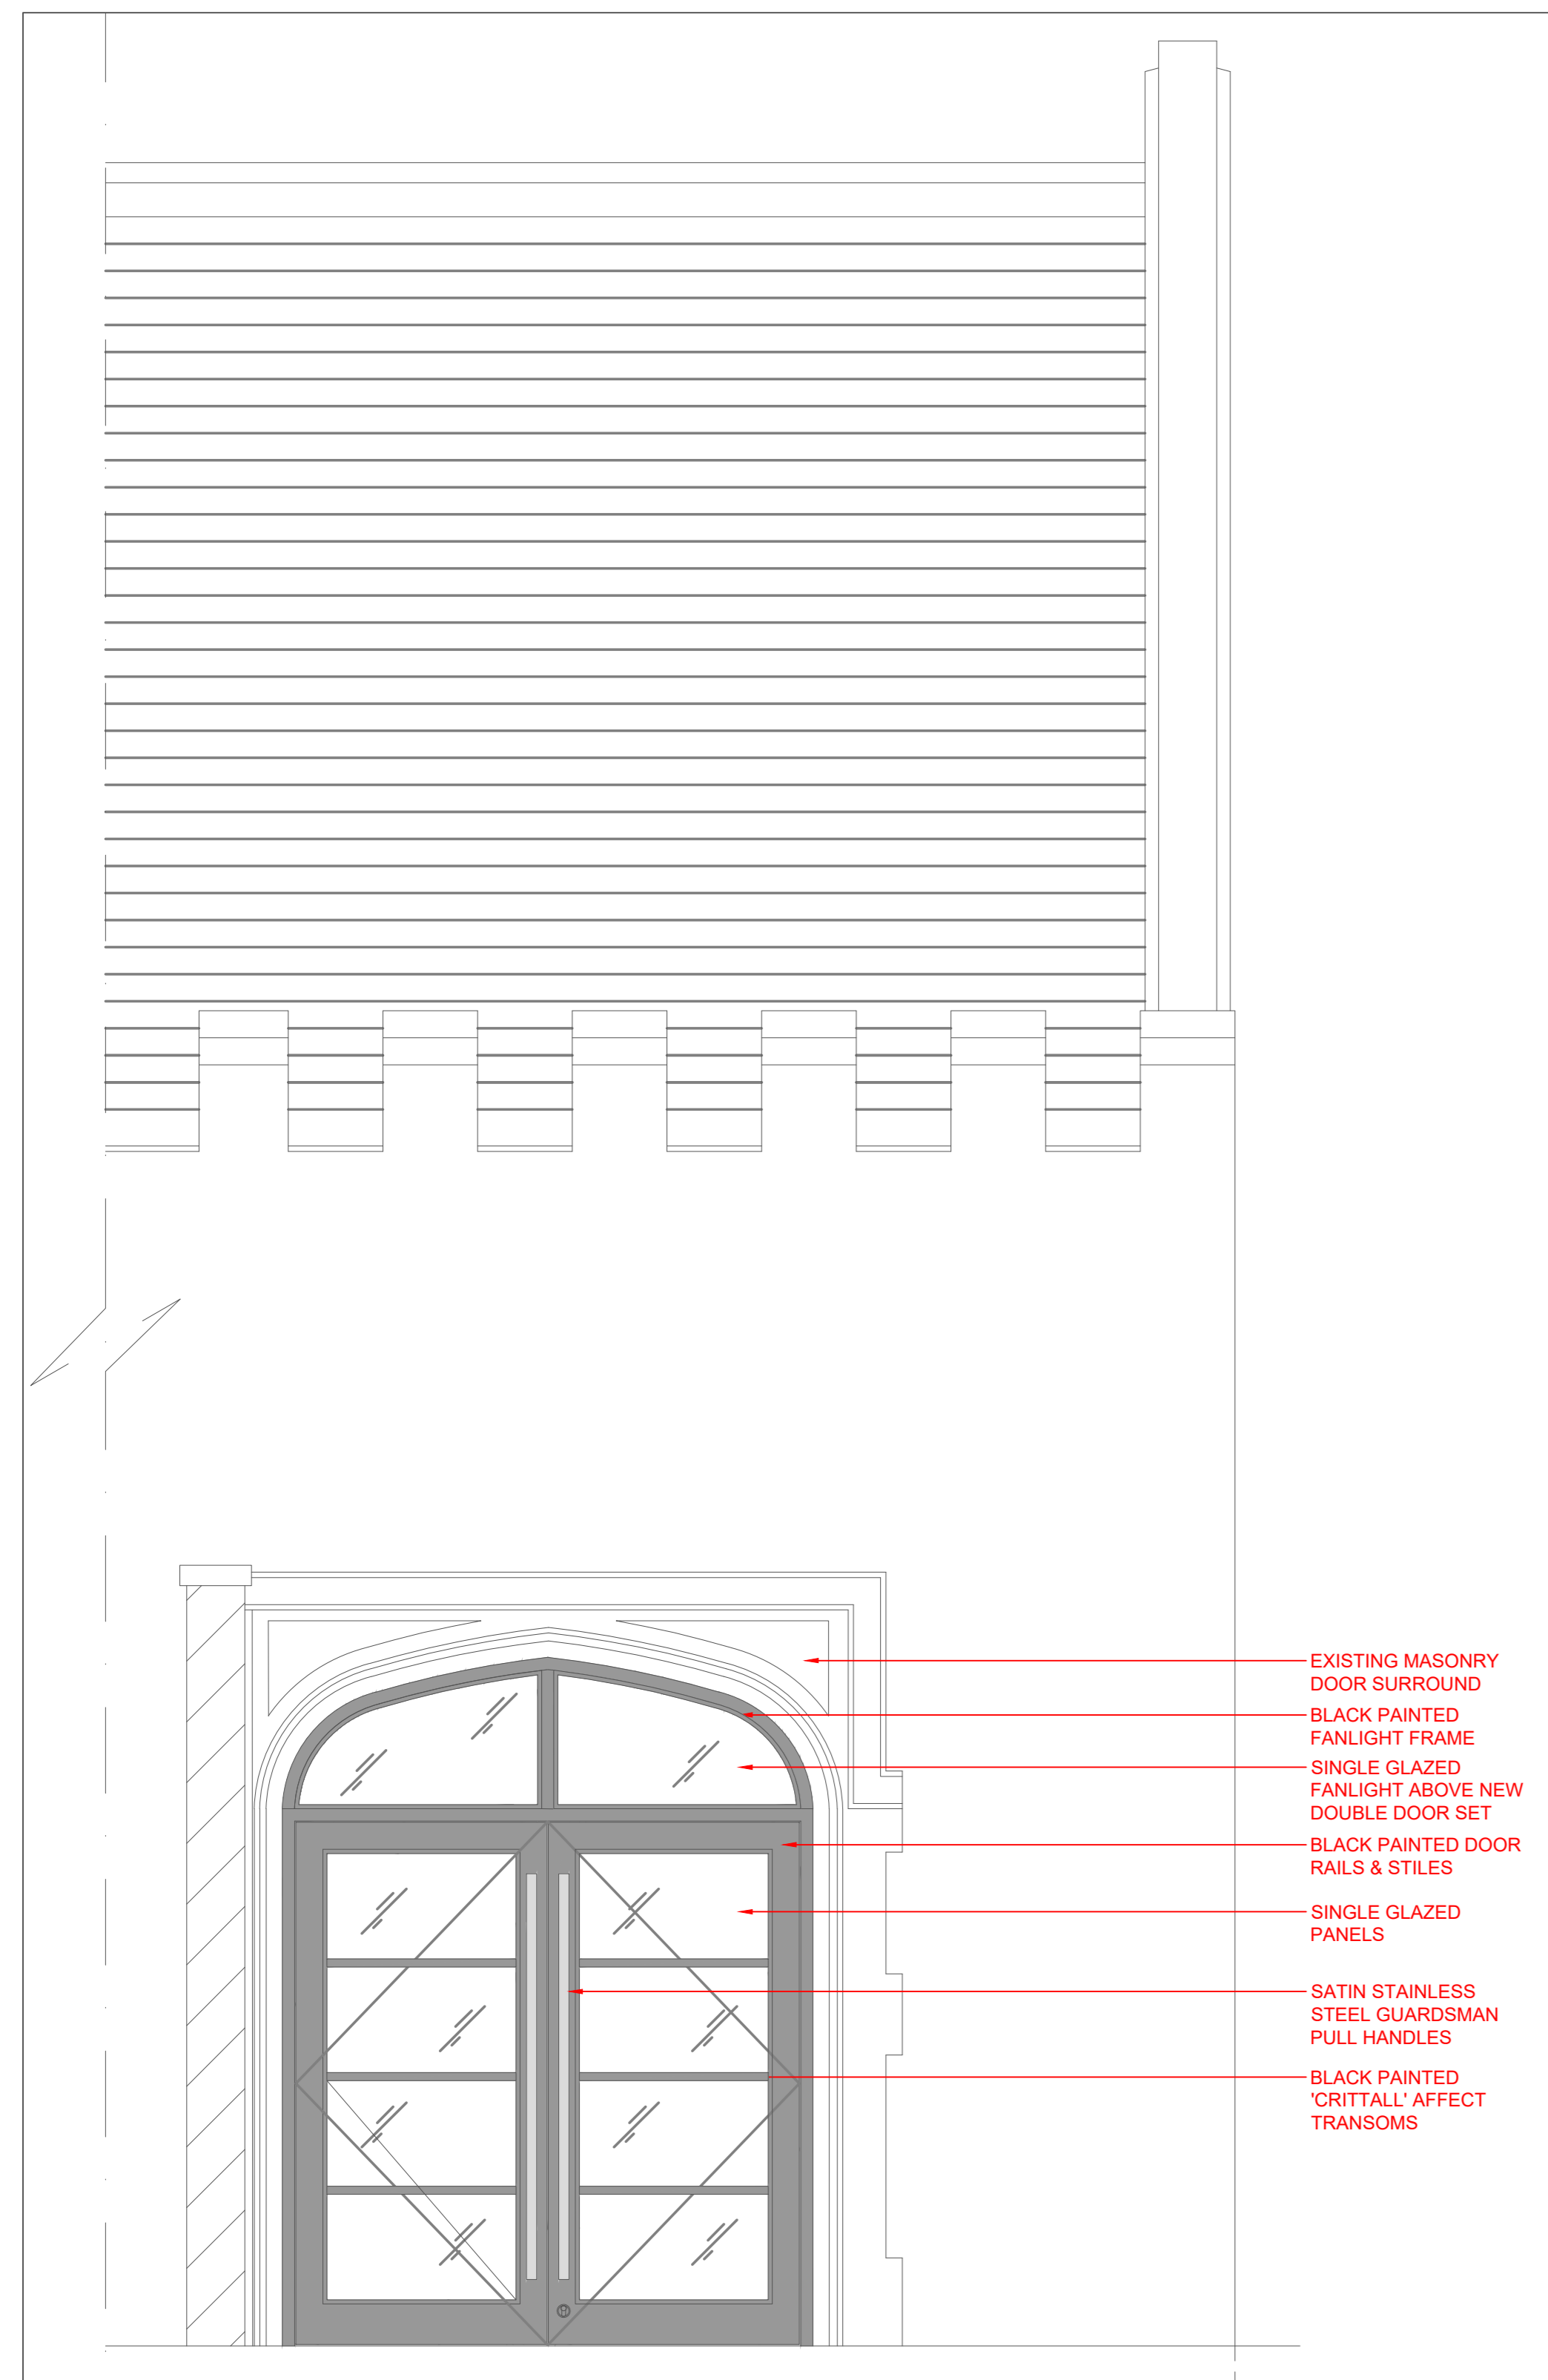 EXISTING MASONRY
DOOR SURROUND
BLACK PAINTED
FANLIGHT FRAME
SINGLE GLAZED
FANLIGHT ABOVE NEW
DOUBLE DOOR SET
BLACK PAINTED DOOR
RAILS & STILES
SINGLE GLAZED
PANELS
SATIN STAINLESS
STEEL GUARDSMAN
PULL HANDLES
BLACK PAINTED
'CRITTALL' AFFECT
TRANSOMS